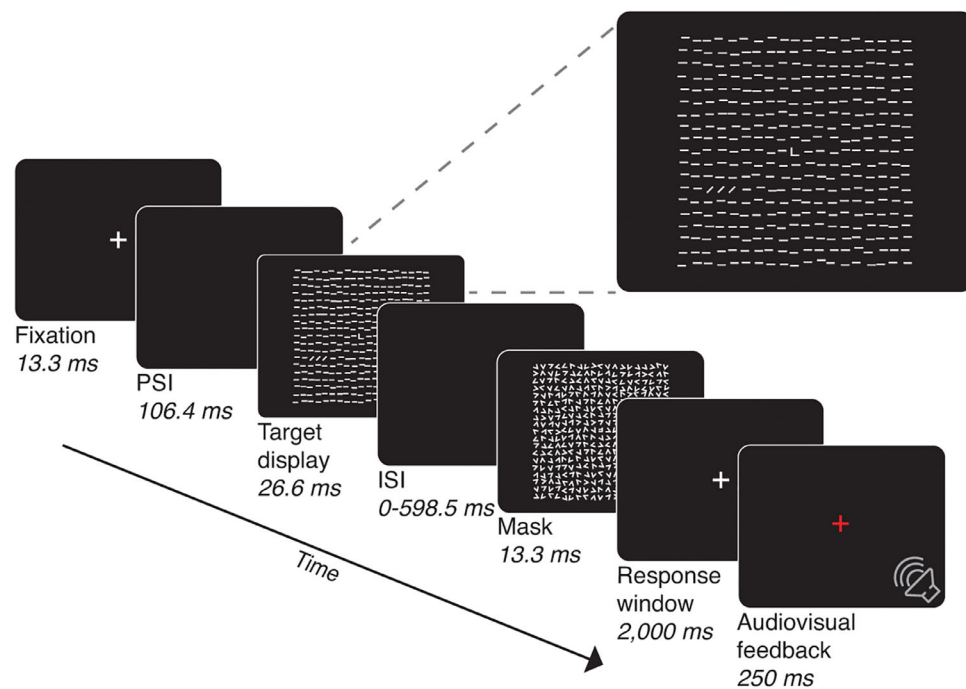 Fixation
13.3 ms
PSI
106.4 ms
Target
display
26.6 ms
ISI
0-598.5 ms
Mask
13.3 ms
Response
window
2,000 ms
Audiovisual
feedback
250 ms
Time
L
L